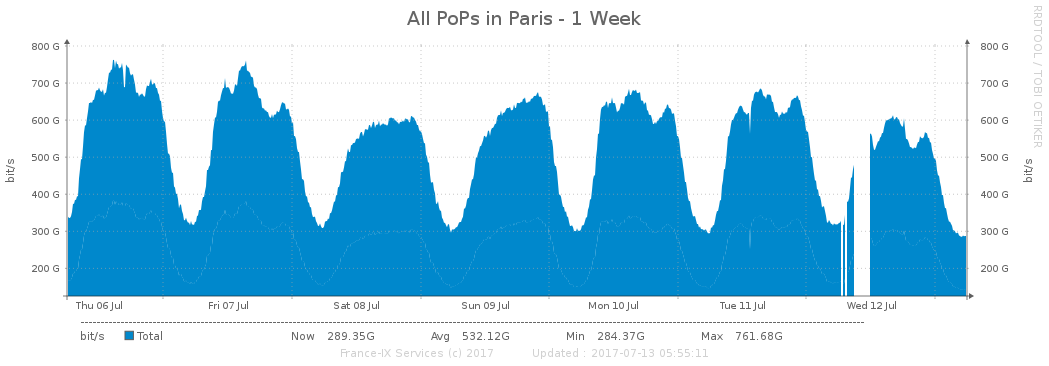 All PoPs in Paris - 1 Week
RRDTOOL / TOBI OETIKER
bit/s
bit/s
800 G 800 G
700 G 700 G
600 G 600 G
500 G 500 G
400 G 400 G
300 G 300 G
200 G 200 G
Thu 06 Jul Fri 07 Jul Sat 08 Jul Sun 09 Jul Mon 10 Jul Tue 11 Jul Wed 12 Jul
bit/s Total Now 289.35G Avg 532.12G Min 284.37G Max 761.68G
France-IX Services (c) 2017 Updated : 2017-07-13 05:55:11